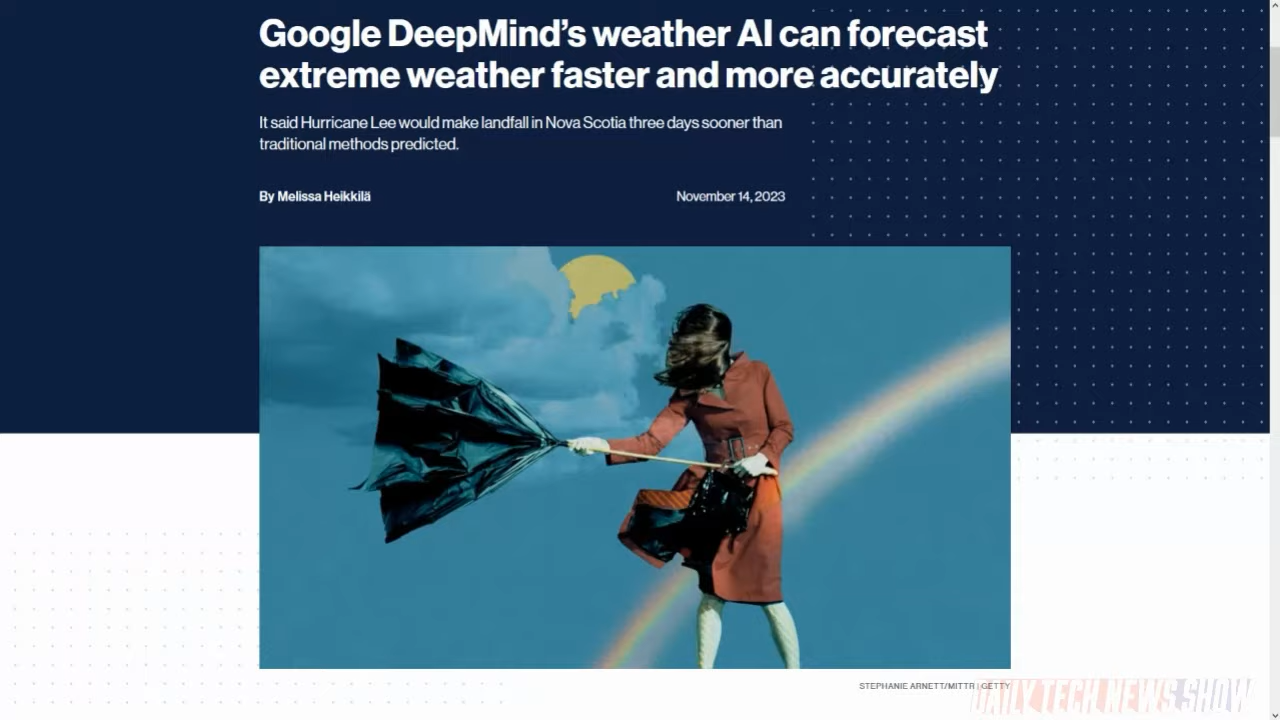 Google DeepMind’s weather AI can forecast
extreme weather faster and more accurately
It said Hurricane Lee would make landfall in Nova Scotia three days sooner than
traditional methods predicted.
By Melissa Heikkilä
November 14, 2023
STEPHANIE ARNETT/MITTR | GETTY
DAILY TECH NEWS SHOW